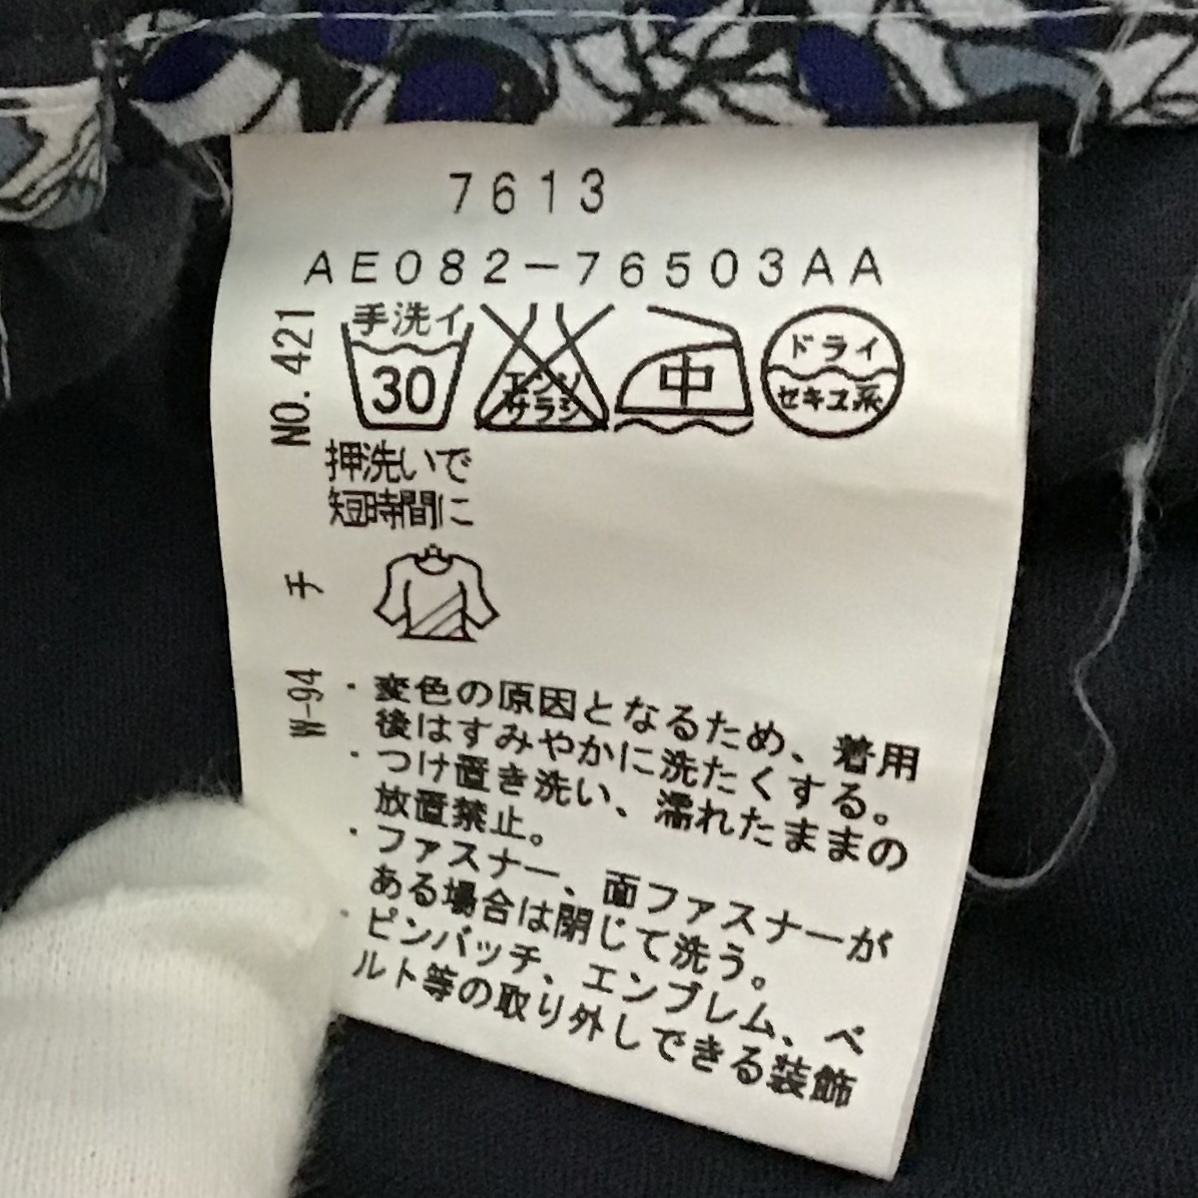 7613
AE082-76503AA
手洗イ
30
エンソ
サラシ
中
ドライ
セキユ系
NO. 421
押洗いで
短時間に
チ
W-94
・変色の原因となるため、着用
後はすみやかに洗たくする。
・つけ置き洗い、濡れたままの
放置禁止。
・ファスナー、面ファスナーが
ある場合は閉じて洗う。
・ピンバッチ、エンブレム、ベ
ルト等の取り外しできる装飾